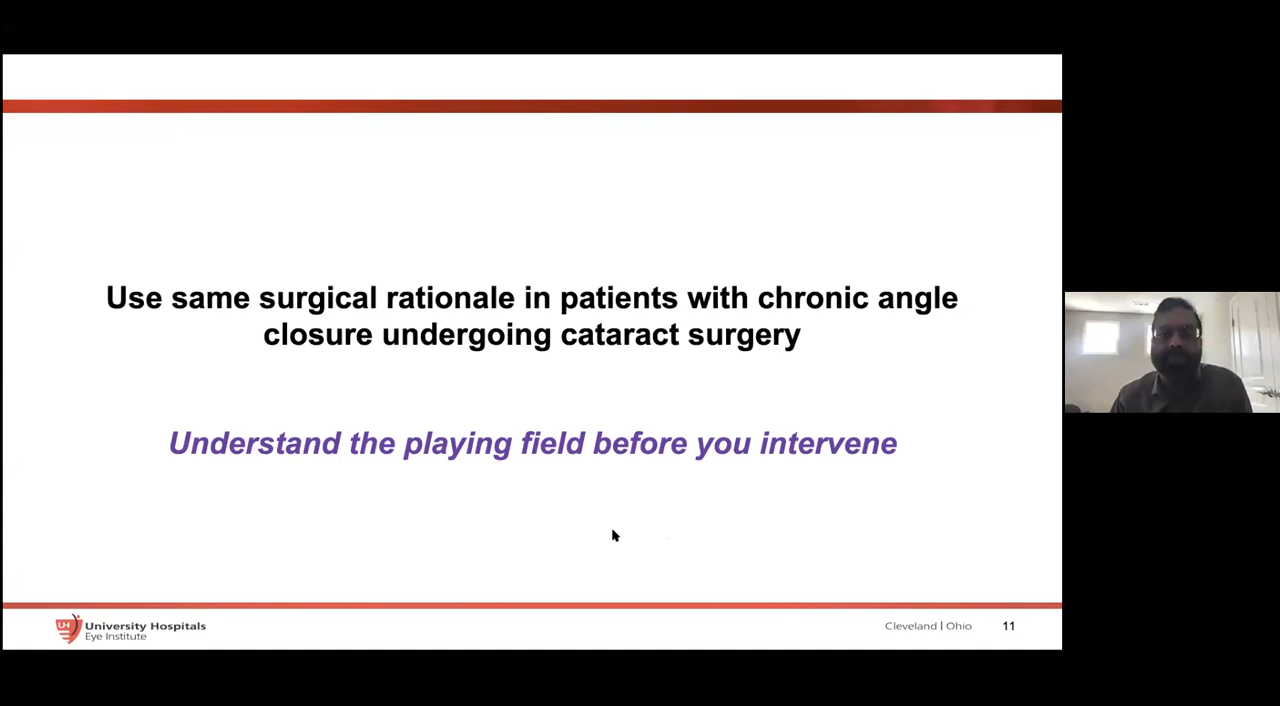 Use same surgical rationale in patients with chronic angle
closure undergoing cataract surgery
Understand the playing field before you intervene
UH
University Hospitals
Eye Institute
Cleveland | Ohio
11